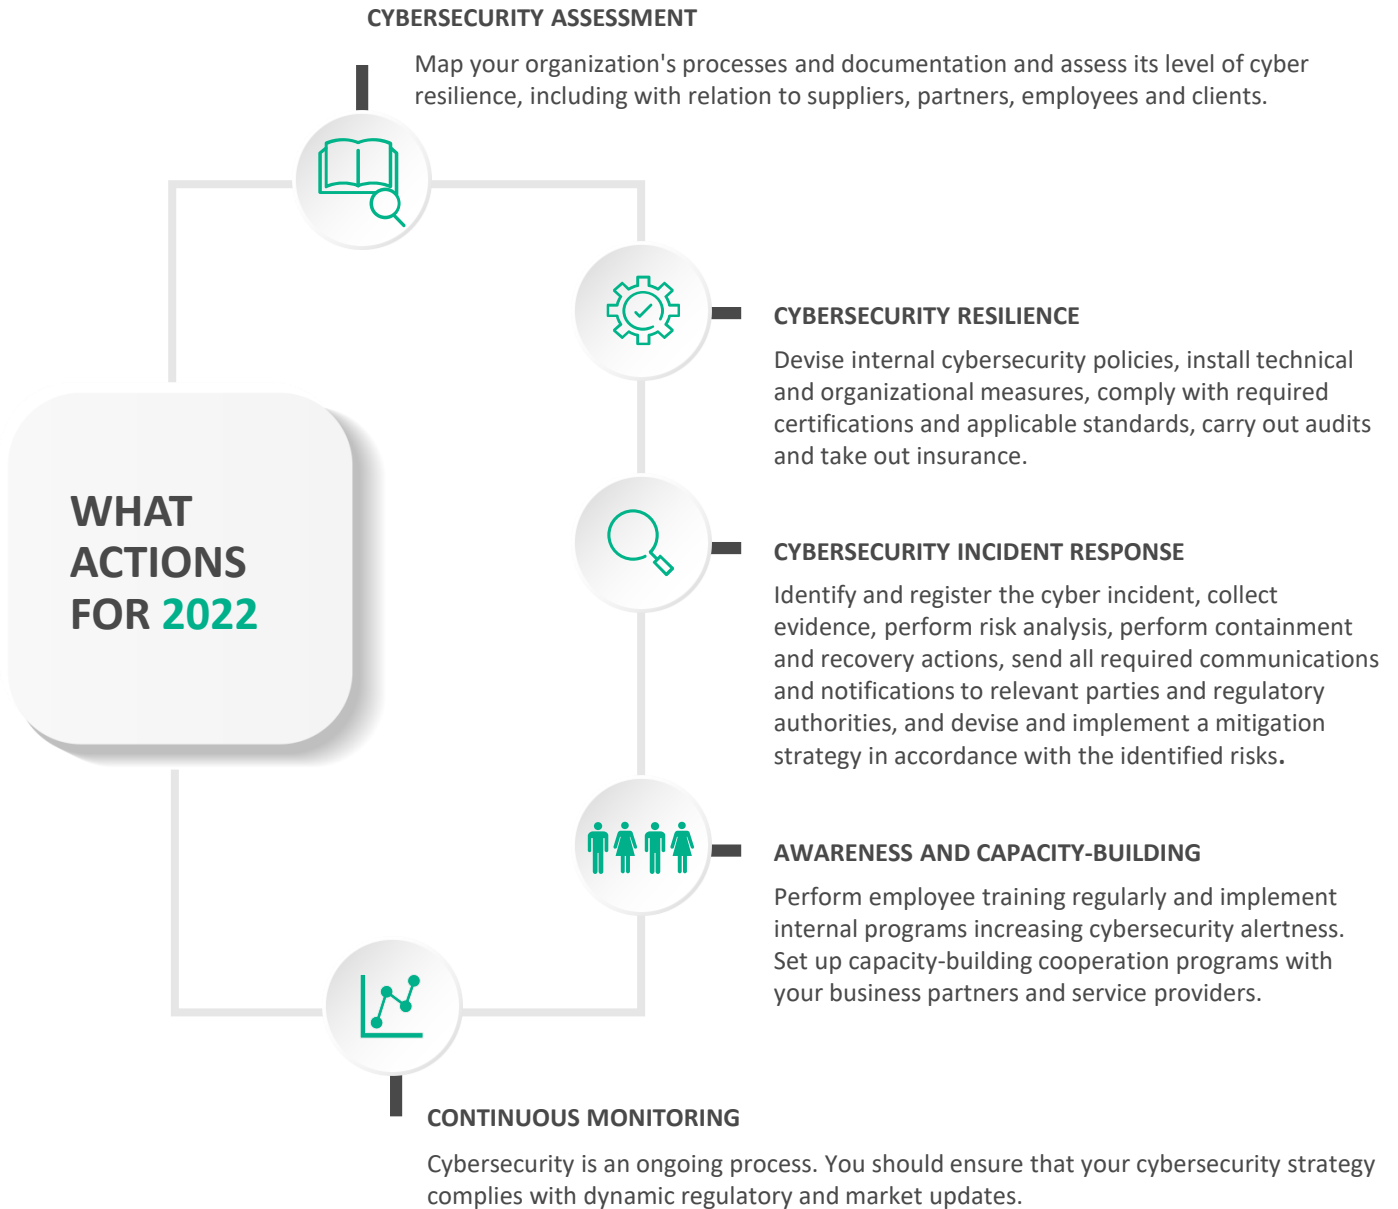 CYBERSECURITY ASSESSMENT
Map your organization's processes and documentation and assess its level of cyber
resilience, including with relation to suppliers, partners, employees and clients.
CYBERSECURITY RESILIENCE
Devise internal cybersecurity policies, install technical
and organizational measures, comply with required
certifications and applicable standards, carry out audits
and take out insurance.
WHAT
ACTIONS
FOR 2022
CYBERSECURITY INCIDENT RESPONSE
Identify and register the cyber incident, collect
evidence, perform risk analysis, perform containment
and recovery actions, send all required communications
and notifications to relevant parties and regulatory
authorities, and devise and implement a mitigation
strategy in accordance with the identified risks.
AWARENESS AND CAPACITY-BUILDING
Perform employee training regularly and implement
internal programs increasing cybersecurity alertness.
Set up capacity-building cooperation programs with
your business partners and service providers.
CONTINUOUS MONITORING
Cybersecurity is an ongoing process. You should ensure that your cybersecurity strategy
complies with dynamic regulatory and market updates.